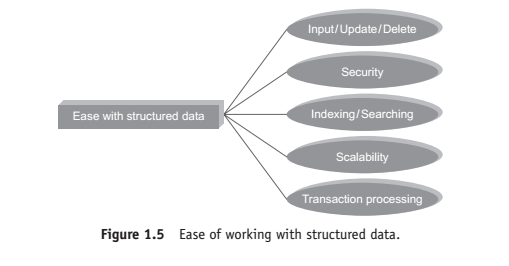 Input/Update/Delete
Security
Ease with structured data
Indexing/Searching
Scalability
Transaction processing
Figure 1.5 Ease of working with structured data.